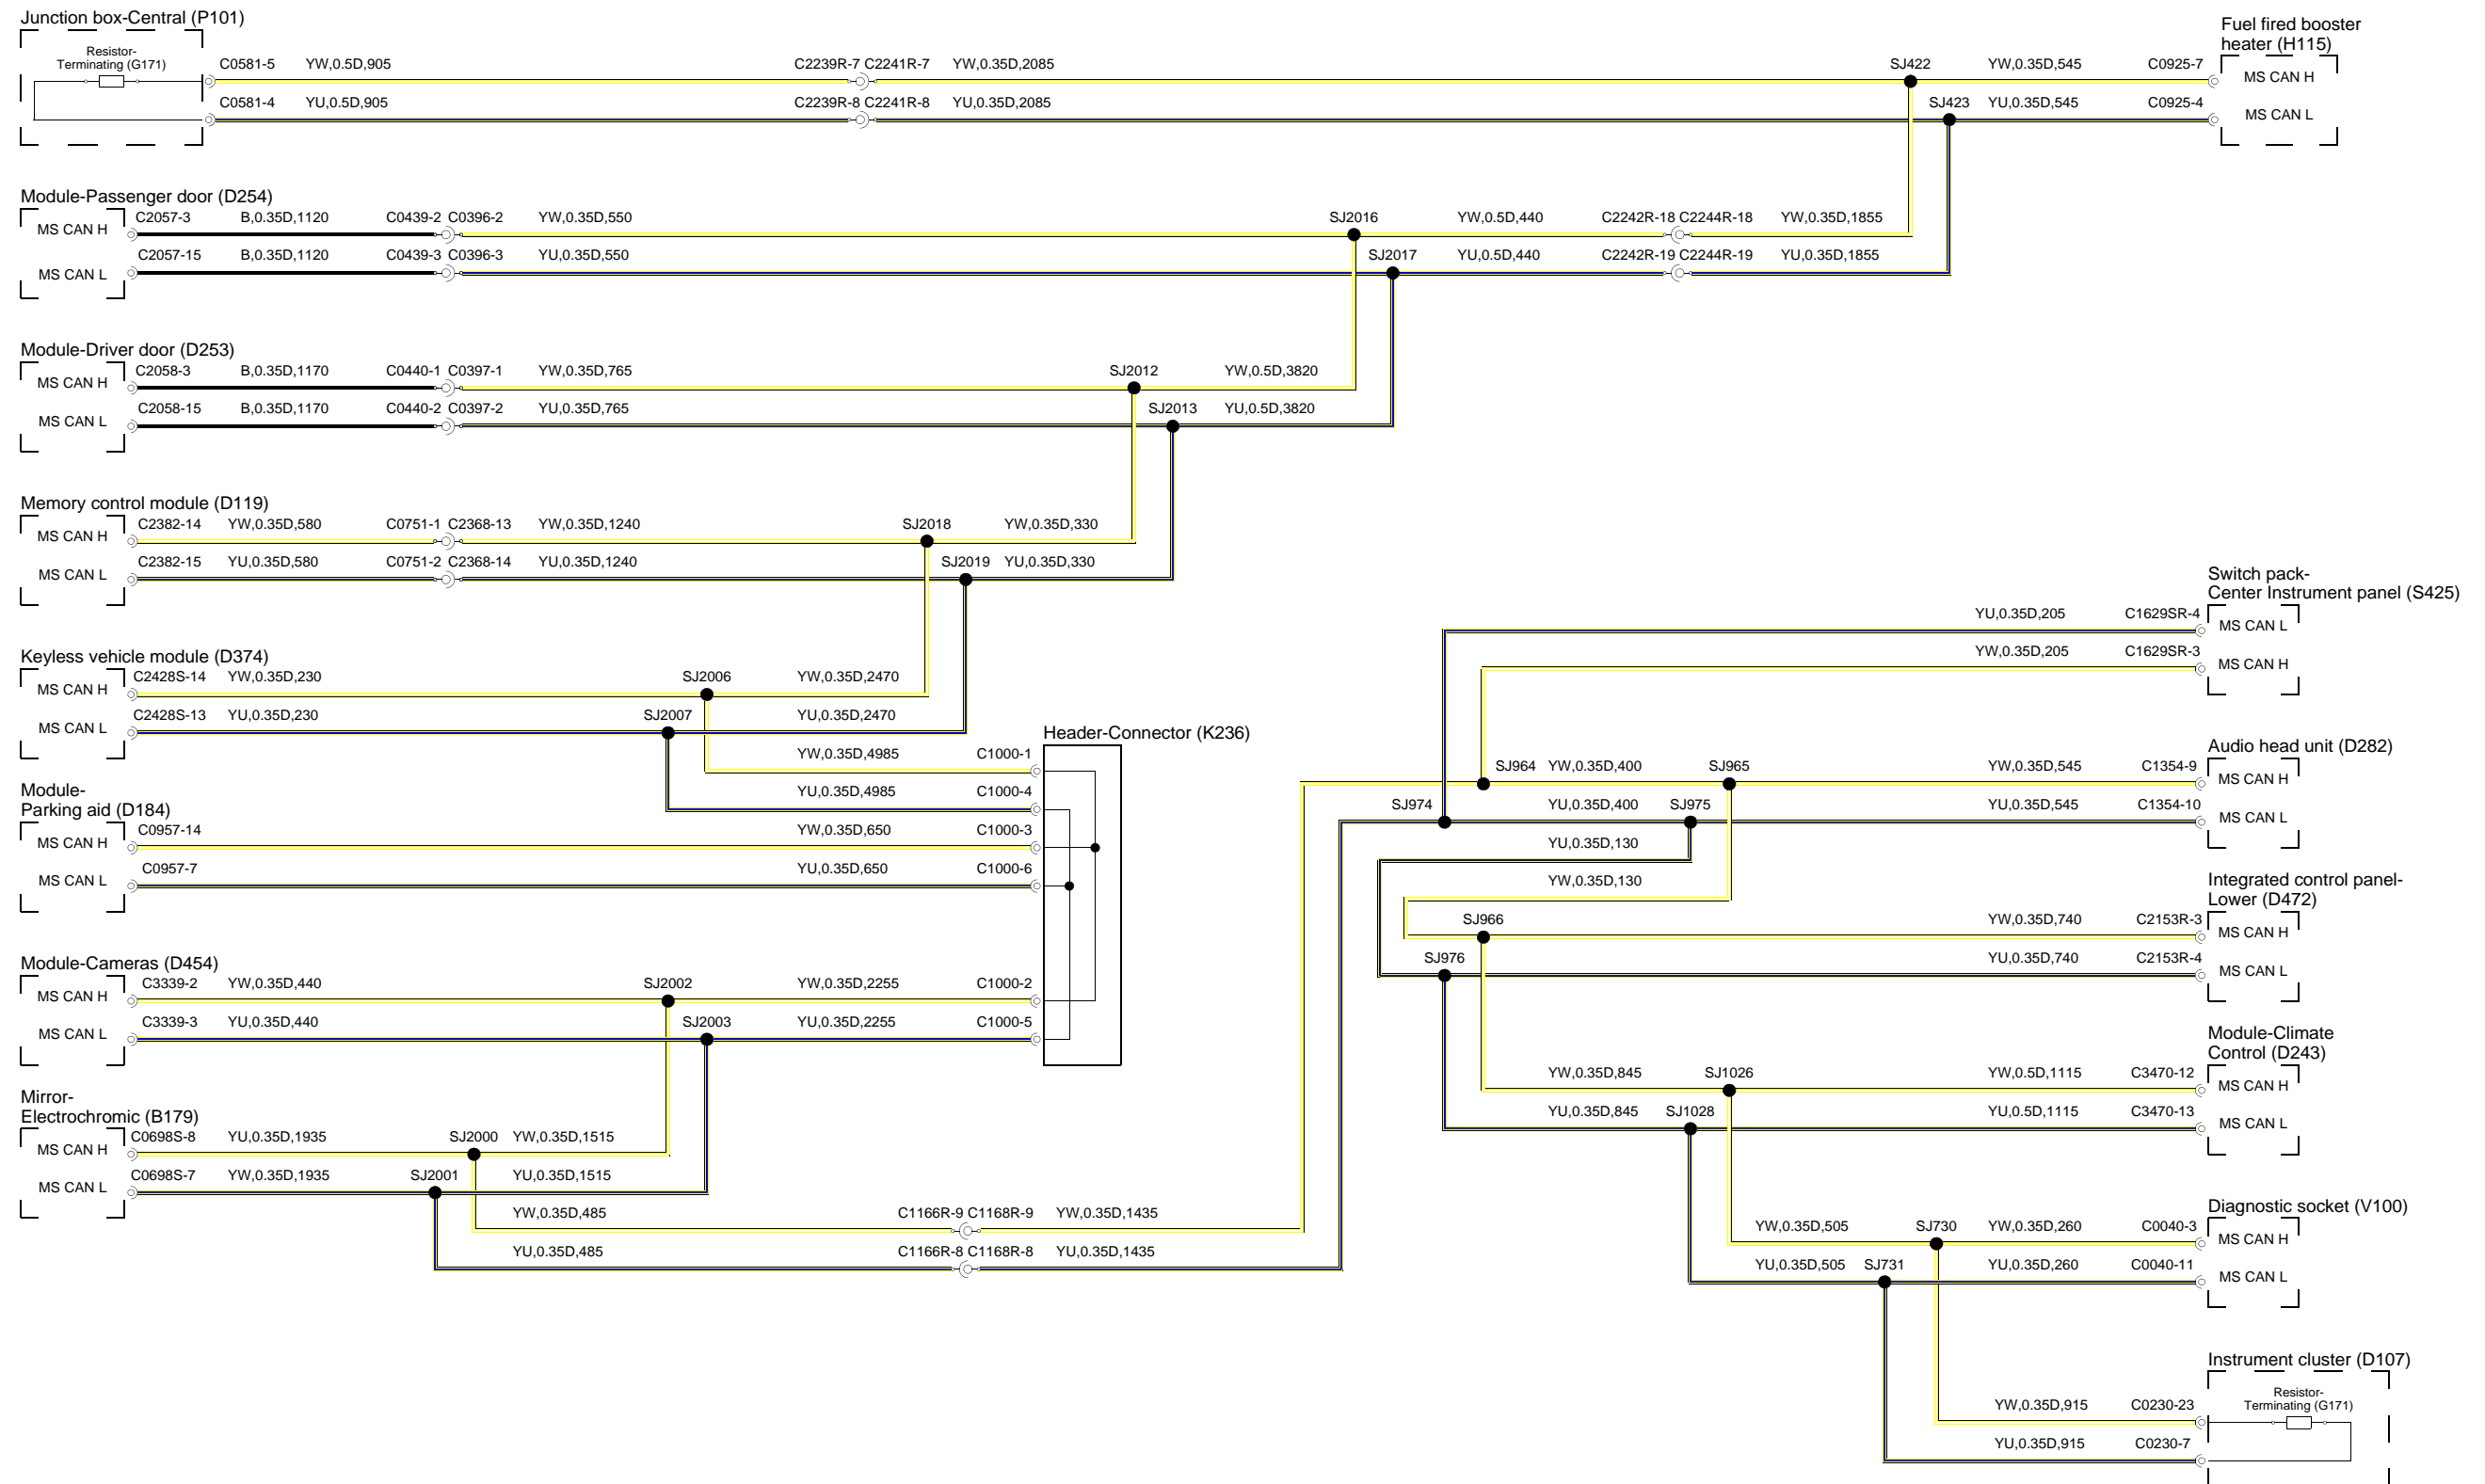 Junction box-Central (P101)
Resistor-
Terminating (G171)
C0581-5 YW,0.5D,905 C2239R-7 C2241R-7 YW,0.35D,2085 SJ422 YW,0.35D,545 C0925-7
C0581-4 YU,0.5D,905 C2239R-8 C2241R-8 YU,0.35D,2085 SJ423 YU,0.35D,545 C0925-4
Fuel fired booster
heater (H115)
MS CAN H
MS CAN L
Module-Passenger door (D254)
MS CAN H C2057-3 B,0.35D,1120 C0439-2 C0396-2 YW,0.35D,550 SJ2016 YW,0.5D,440 C2242R-18 C2244R-18 YW,0.35D,1855
MS CAN L C2057-15 B,0.35D,1120 C0439-3 C0396-3 YU,0.35D,550 SJ2017 YU,0.5D,440 C2242R-19 C2244R-19 YU,0.35D,1855
Module-Driver door (D253)
MS CAN H C2058-3 B,0.35D,1170 C0440-1 C0397-1 YW,0.35D,765 SJ2012 YW,0.5D,3820
MS CAN L C2058-15 B,0.35D,1170 C0440-2 C0397-2 YU,0.35D,765 SJ2013 YU,0.5D,3820
Memory control module (D119)
MS CAN H C2382-14 YW,0.35D,580 C0751-1 C2368-13 YW,0.35D,1240 SJ2018 YW,0.35D,330
MS CAN L C2382-15 YU,0.35D,580 C0751-2 C2368-14 YU,0.35D,1240 SJ2019 YU,0.35D,330
Keyless vehicle module (D374)
MS CAN H C2428S-14 YW,0.35D,230 SJ2006 YW,0.35D,2470
MS CAN L C2428S-13 YU,0.35D,230 SJ2007 YU,0.35D,2470
Header-Connector (K236)
YW,0.35D,4985 C1000-1
YU,0.35D,4985 C1000-4
Module-
Parking aid (D184)
MS CAN H C0957-14 YW,0.35D,650 C1000-3
MS CAN L C0957-7 YU,0.35D,650 C1000-6
Module-Cameras (D454)
MS CAN H C3339-2 YW,0.35D,440 SJ2002 YW,0.35D,2255 C1000-2
MS CAN L C3339-3 YU,0.35D,440 SJ2003 YU,0.35D,2255 C1000-5
Mirror-
Electrochromic (B179)
MS CAN H C0698S-8 YU,0.35D,1935 SJ2000 YW,0.35D,1515
MS CAN L C0698S-7 YW,0.35D,1935 SJ2001 YU,0.35D,1515
YW,0.35D,485 C1166R-9 C1168R-9 YW,0.35D,1435
YU,0.35D,485 C1166R-8 C1168R-8 YU,0.35D,1435
Switch pack-
Center Instrument panel (S425)
YU,0.35D,205 C1629SR-4 MS CAN L
YW,0.35D,205 C1629SR-3 MS CAN H
Audio head unit (D282)
SJ964 YW,0.35D,400 SJ965 YW,0.35D,545 C1354-9 MS CAN H
SJ974 YU,0.35D,400 SJ975 YU,0.35D,545 C1354-10 MS CAN L
YU,0.35D,130
YW,0.35D,130
Integrated control panel-
Lower (D472)
SJ966 YW,0.35D,740 C2153R-3 MS CAN H
SJ976 YU,0.35D,740 C2153R-4 MS CAN L
Module-Climate
Control (D243)
YW,0.35D,845 SJ1026 YW,0.5D,1115 C3470-12 MS CAN H
YU,0.35D,845 SJ1028 YU,0.5D,1115 C3470-13 MS CAN L
Diagnostic socket (V100)
YW,0.35D,505 SJ730 YW,0.35D,260 C0040-3 MS CAN H
YU,0.35D,505 SJ731 YU,0.35D,260 C0040-11 MS CAN L
Instrument cluster (D107)
Resistor-
Terminating (G171)
YW,0.35D,915 C0230-23
YU,0.35D,915 C0230-7